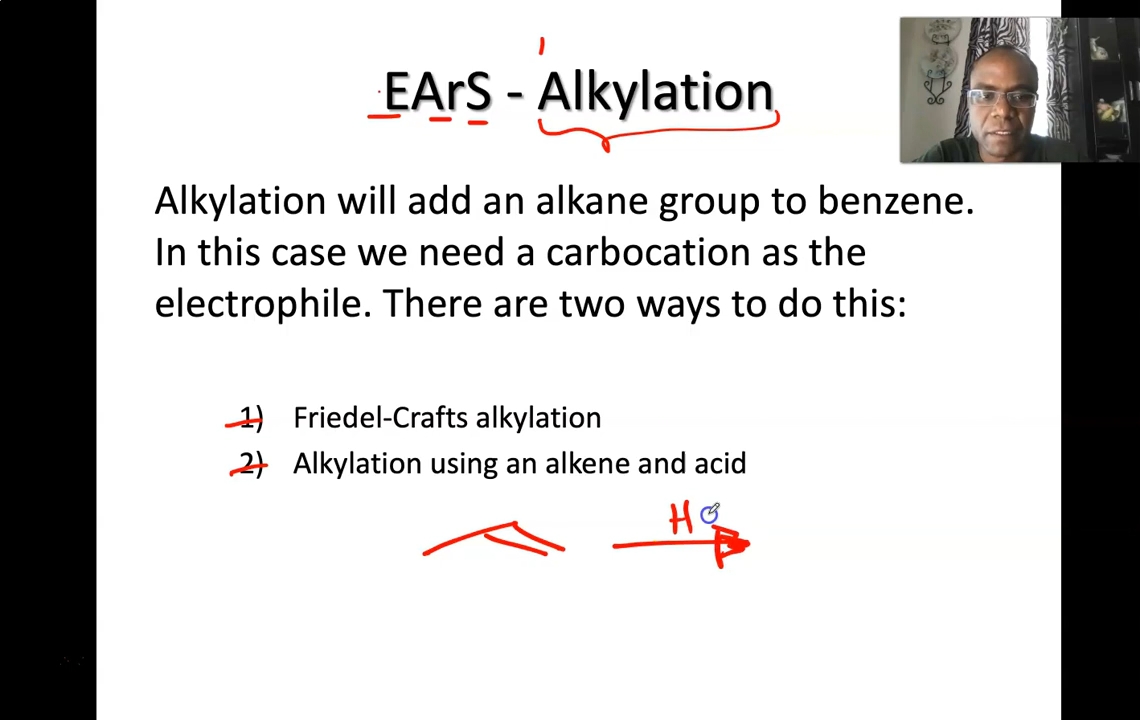 EArS - Alkylation
Alkylation will add an alkane group to benzene.
In this case we need a carbocation as the
electrophile. There are two ways to do this:
1) Friedel-Crafts alkylation
2) Alkylation using an alkene and acid
H